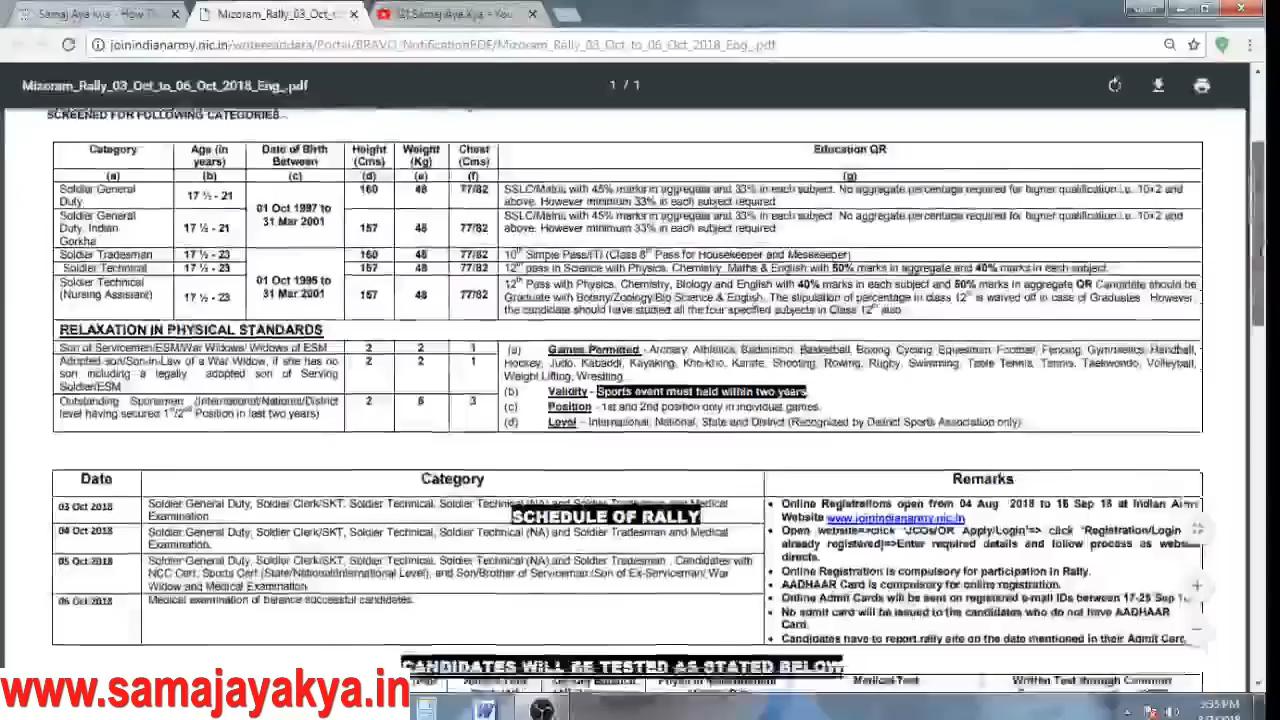 Samaj Aya kya - How Th
Mizoram_Rally_03_Oct_to
Samaj Aya kya - You
joinindianarmy.nic.in/writereaddata/Portal/BRAVO_NotificationPDF/Mizoram_Rally_03_Oct_to_06_Oct_2018_Eng_.pdf
Mizoram_Rally_03_Oct_to_06_Oct_2018_Eng_.pdf
1 / 1
SCREENED FOR FOLLOWING CATEGORIES
Category Age (in years) Date of Birth Between Height (Cms) Weight (Kg) Chest (Cms) Education QR
(a) (b) (c) (d) (e) (f) (g)
Soldier General Duty 17 ½ - 21 01 Oct 1997 to 31 Mar 2001 160 48 77/82 SSLC/Matric with 45% marks in aggregate and 33% in each subject. No aggregate percentage required for higher qualification i.e. 10+2 and above. However minimum 33% in each subject required
Soldier General Duty, Indian Gorkha 17 ½ - 21 157 48 77/82 SSLC/Matric with 45% marks in aggregate and 33% in each subject. No aggregate percentage required for higher qualification i.e. 10+2 and above. However minimum 33% in each subject required
Soldier Tradesman 17 ½ - 23 01 Oct 1995 to 31 Mar 2001 160 48 77/82 10th Simple Pass/ITI (Class 8th Pass for Housekeeper and Messkeeper)
Soldier Technical 17 ½ - 23 157 48 77/82 12th pass in Science with Physics, Chemistry, Maths & English with 50% marks in aggregate and 40% marks in each subject.
Soldier Technical (Nursing Assistant) 17 ½ - 23 157 48 77/82 12th Pass with Physics, Chemistry, Biology and English with 40% marks in each subject and 50% marks in aggregate QR Candidate should be Graduate with Botany/Zoology/Bio Science & English. The stipulation of percentage in class 12th is waived off in case of Graduates However, the candidate should have studied all the four specified subjects in Class 12th also
RELAXATION IN PHYSICAL STANDARDS
Son of Servicemen/ESM/War Widows/ Widows of ESM 2 2 1
Adopted son/Son-in-Law of a War Widow, if she has no son including a legally adopted son of Serving Soldier/ESM 2 2 1
Outstanding Sportsmen (International/National/District level having secured 1st/2nd Position in last two years) 2 5 3
(a) Games Permitted - Archery, Athletics, Badminton, Basketball, Boxing, Cycling, Equestrian, Football, Fencing, Gymnastics, Handball,
Hockey, Judo, Kabaddi, Kayaking, Kho-kho, Karate, Shooting, Rowing, Rugby, Swimming, Table Tennis, Tennis, Taekwondo, Volleyball,
Weight Lifting, Wrestling
(b) Validity - Sports event must held within two years
(c) Position - 1st and 2nd position only in individual games.
(d) Level - International, National, State and District (Recognized by District Sports Association only)
SCHEDULE OF RALLY
Date Category Remarks
03 Oct 2018 Soldier General Duty, Soldier Clerk/SKT, Soldier Technical, Soldier Technical (NA) and Soldier Tradesman and Medical Examination
04 Oct 2018 Soldier General Duty, Soldier Clerk/SKT, Soldier Technical, Soldier Technical (NA) and Soldier Tradesman and Medical Examination.
05 Oct 2018 Soldier General Duty, Soldier Clerk/SKT, Soldier Technical, Soldier Technical (NA) and Soldier Tradesman. Candidates with NCC Cert, Sports Cert (State/National/International Level), and Son/Brother of Serviceman/Son of Ex-Serviceman/War Widow and Medical Examination
06 Oct 2018 Medical examination of balance successful candidates.
• Online Registrations open from 04 Aug 2018 to 16 Sep 18 at Indian Army
Website www.joinindianarmy.nic.in
• Open website=>click 'JCOs/OR Apply/Login'=> click 'Registration/Login
already registered)=>Enter required details and follow process as website
directs.
• Online Registration is compulsory for participation in Rally.
• AADHAAR Card is compulsory for online registration.
• Online Admit Cards will be sent on registered e-mail IDs between 17-25 Sep
• No admit card will be issued to the candidates who do not have AADHAAR
Card.
• Candidates have to report rally site on the date mentioned in their Admit Card.
CANDIDATES WILL BE TESTED AS STATED BELOW
Medical Test Written Test through Common
www.samajayakya.in